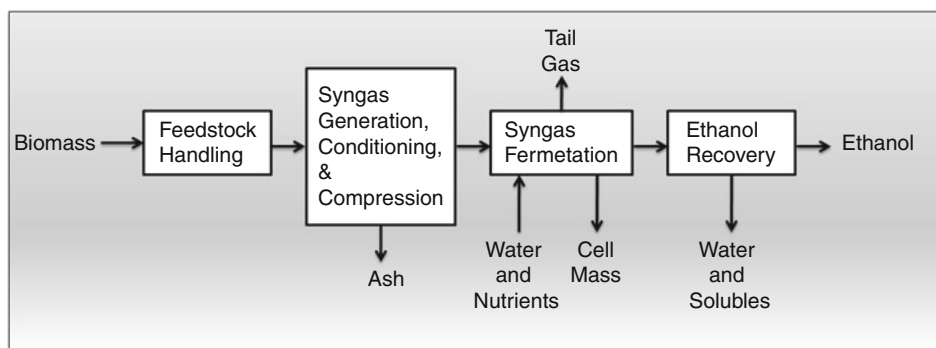 Biomass
Feedstock
Handling
Syngas
Generation,
Conditioning,
&
Compression
Ash
Tail
Gas
Syngas
Fermetation
Water
and
Nutrients
Cell
Mass
Ethanol
Recovery
Water
and
Solubles
Ethanol